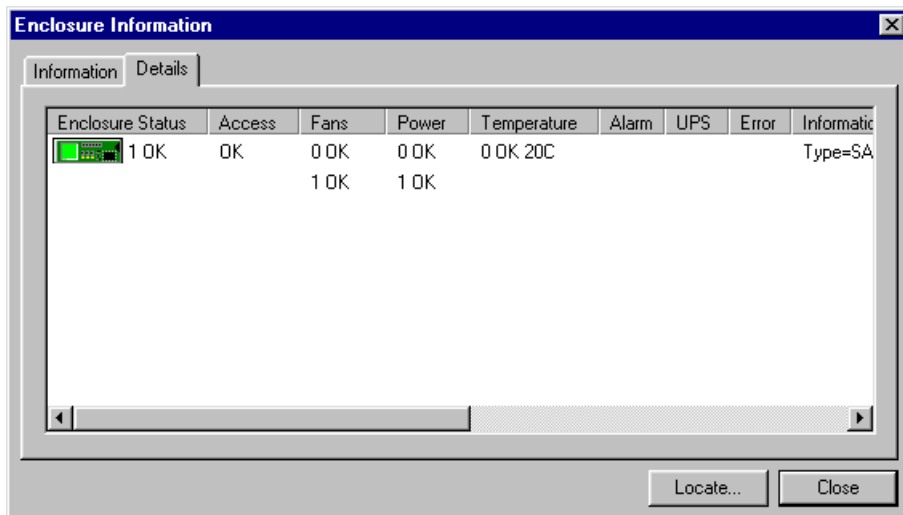 Enclosure Information
Information Details
Enclosure Status Access Fans Power Temperature Alarm UPS Error Informatic
1 OK OK 0 OK 0 OK 0 OK 20C Type=SA
1 OK 1 OK
Locate... Close